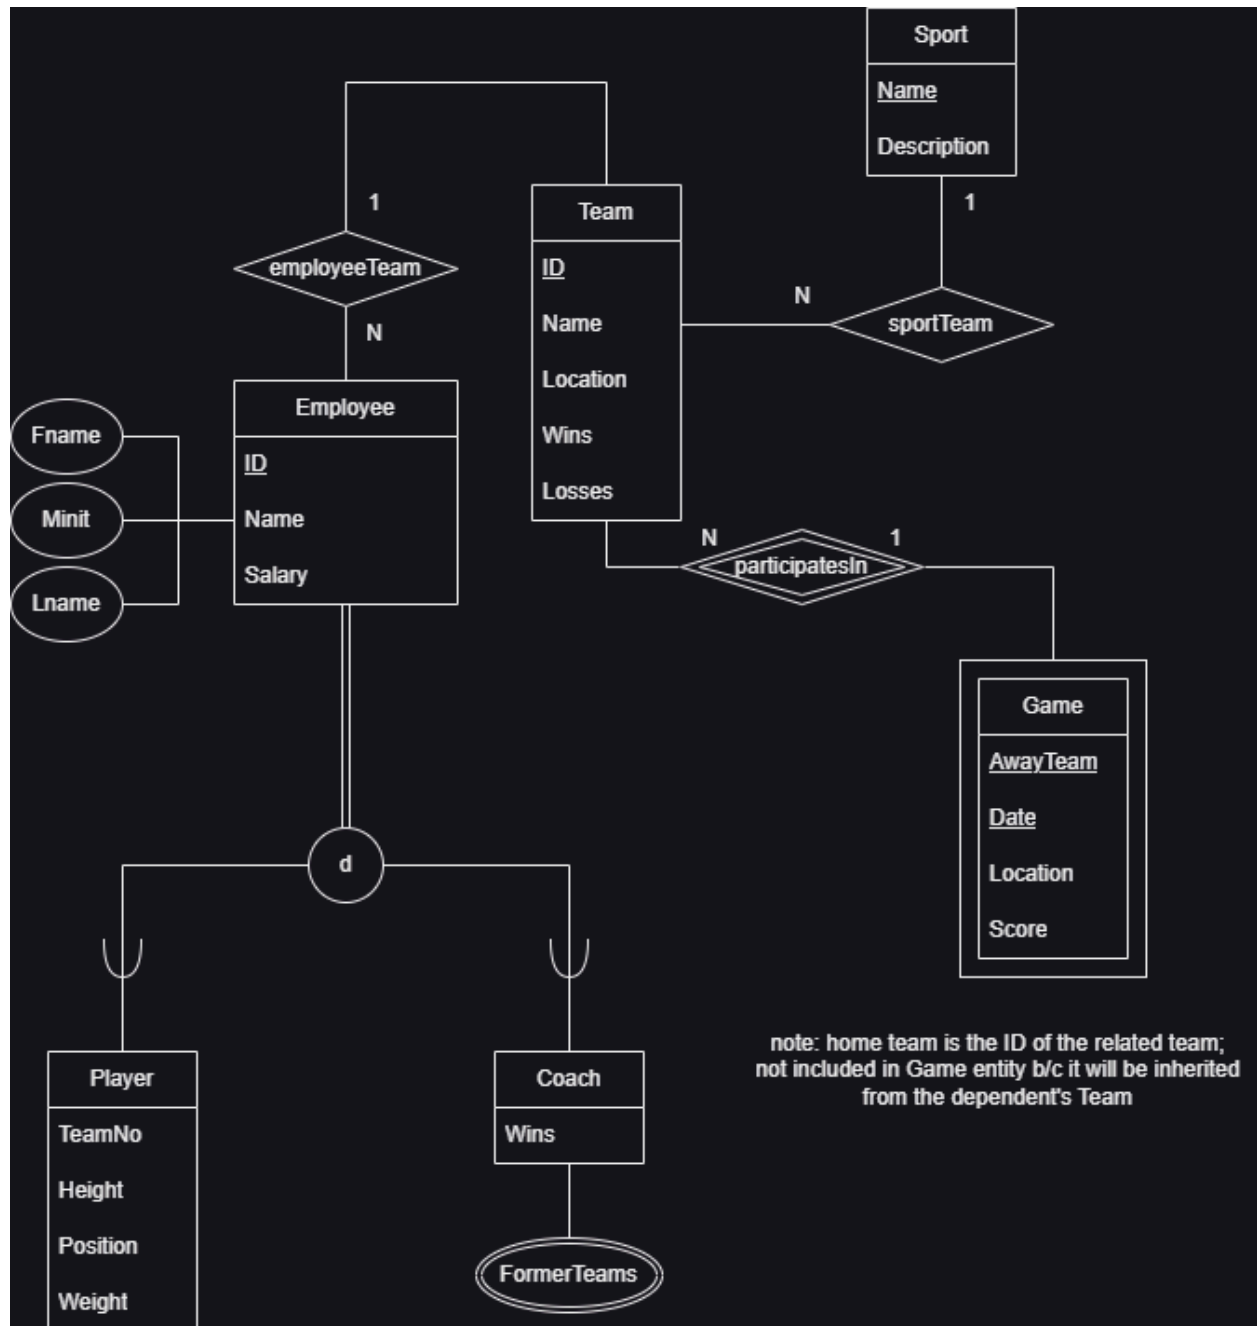 Sport
Name
Description
1
Team
ID
Name
Location
Wins
Losses
1
employeeTeam
N
N
sportTeam
Employee
ID
Name
Salary
Fname
Minit
Lname
N
1
participatesIn
Game
AwayTeam
Date
Location
Score
d
note: home team is the ID of the related team;
not included in Game entity b/c it will be inherited
from the dependent's Team
Player
TeamNo
Height
Position
Weight
Coach
Wins
FormerTeams